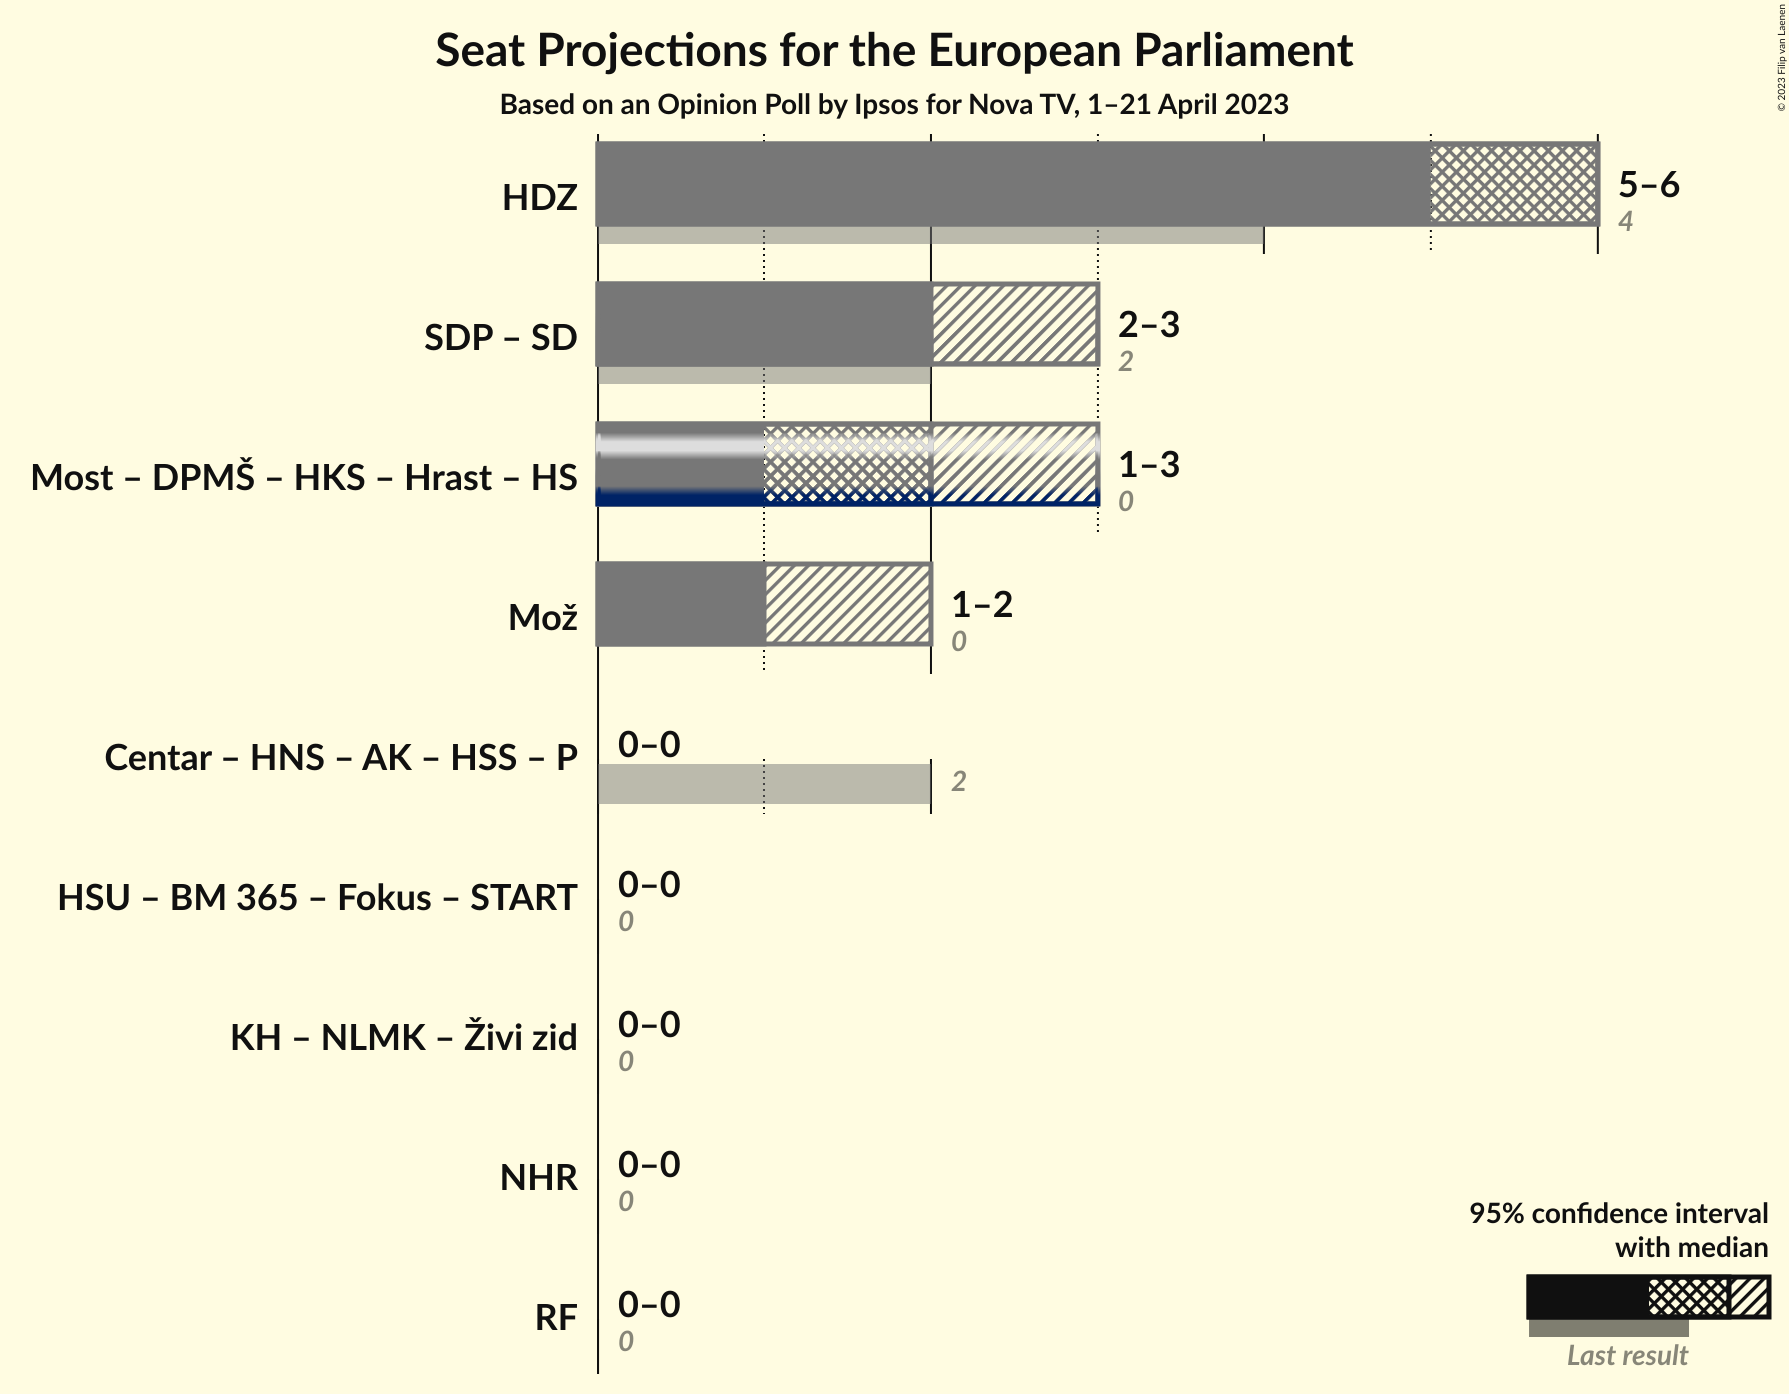 Seat Projections for the European Parliament
Based on an Opinion Poll by Ipsos for Nova TV, 1–21 April 2023
© 2023 Filip van Laenen
HDZ
5–6
4
SDP – SD
2–3
2
Most – DPMŠ – HKS – Hrast – HS
1–3
0
Mož
1–2
0
Centar – HNS – AK – HSS – P
0–0
2
HSU – BM 365 – Fokus – START
0–0
0
KH – NLMK – Živi zid
0–0
0
NHR
0–0
0
RF
0–0
0
95% confidence interval
with median
Last result